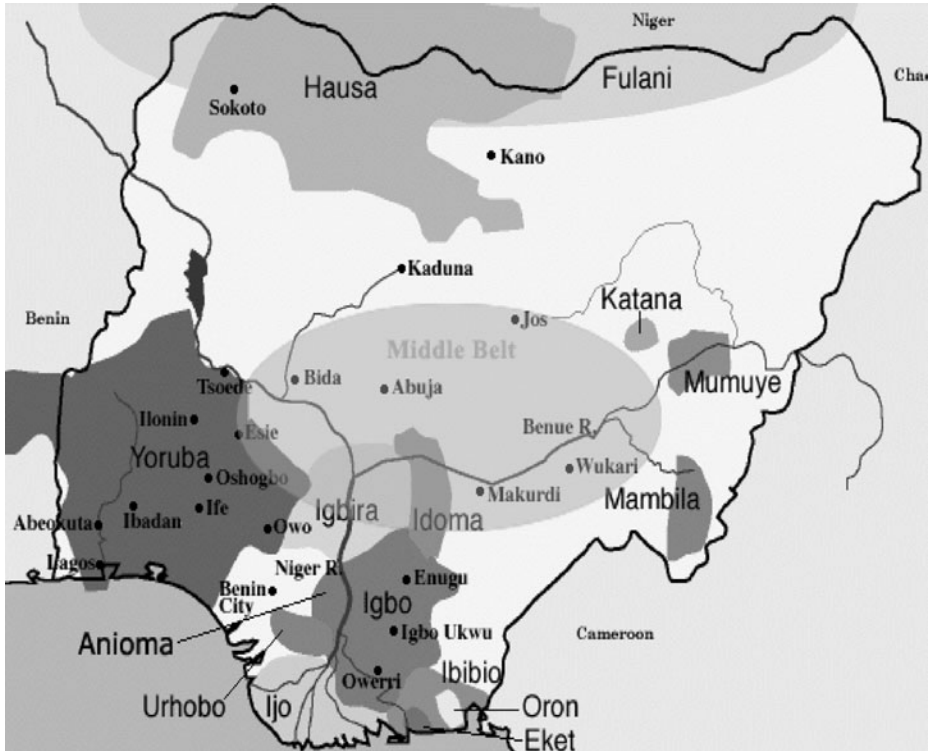 Niger
Chad
Hausa
Fulani
Sokoto
Kano
Kaduna
Benin
Katana
Jos
Middle Belt
Mumuye
Bida
Abuja
Tsoede
Ilonin
Esie
Benue R.
Yoruba
Wukari
Oshogbo
Makurdi
Mambila
Igbira
Idoma
Abeokuta
Ibadan
Ife
Owo
Lagos
Niger R.
Enugu
Benin
City
Igbo
Igbo Ukwu
Cameroon
Anioma
Owerri
Ibibio
Urhobo
Ijo
Oron
Eket